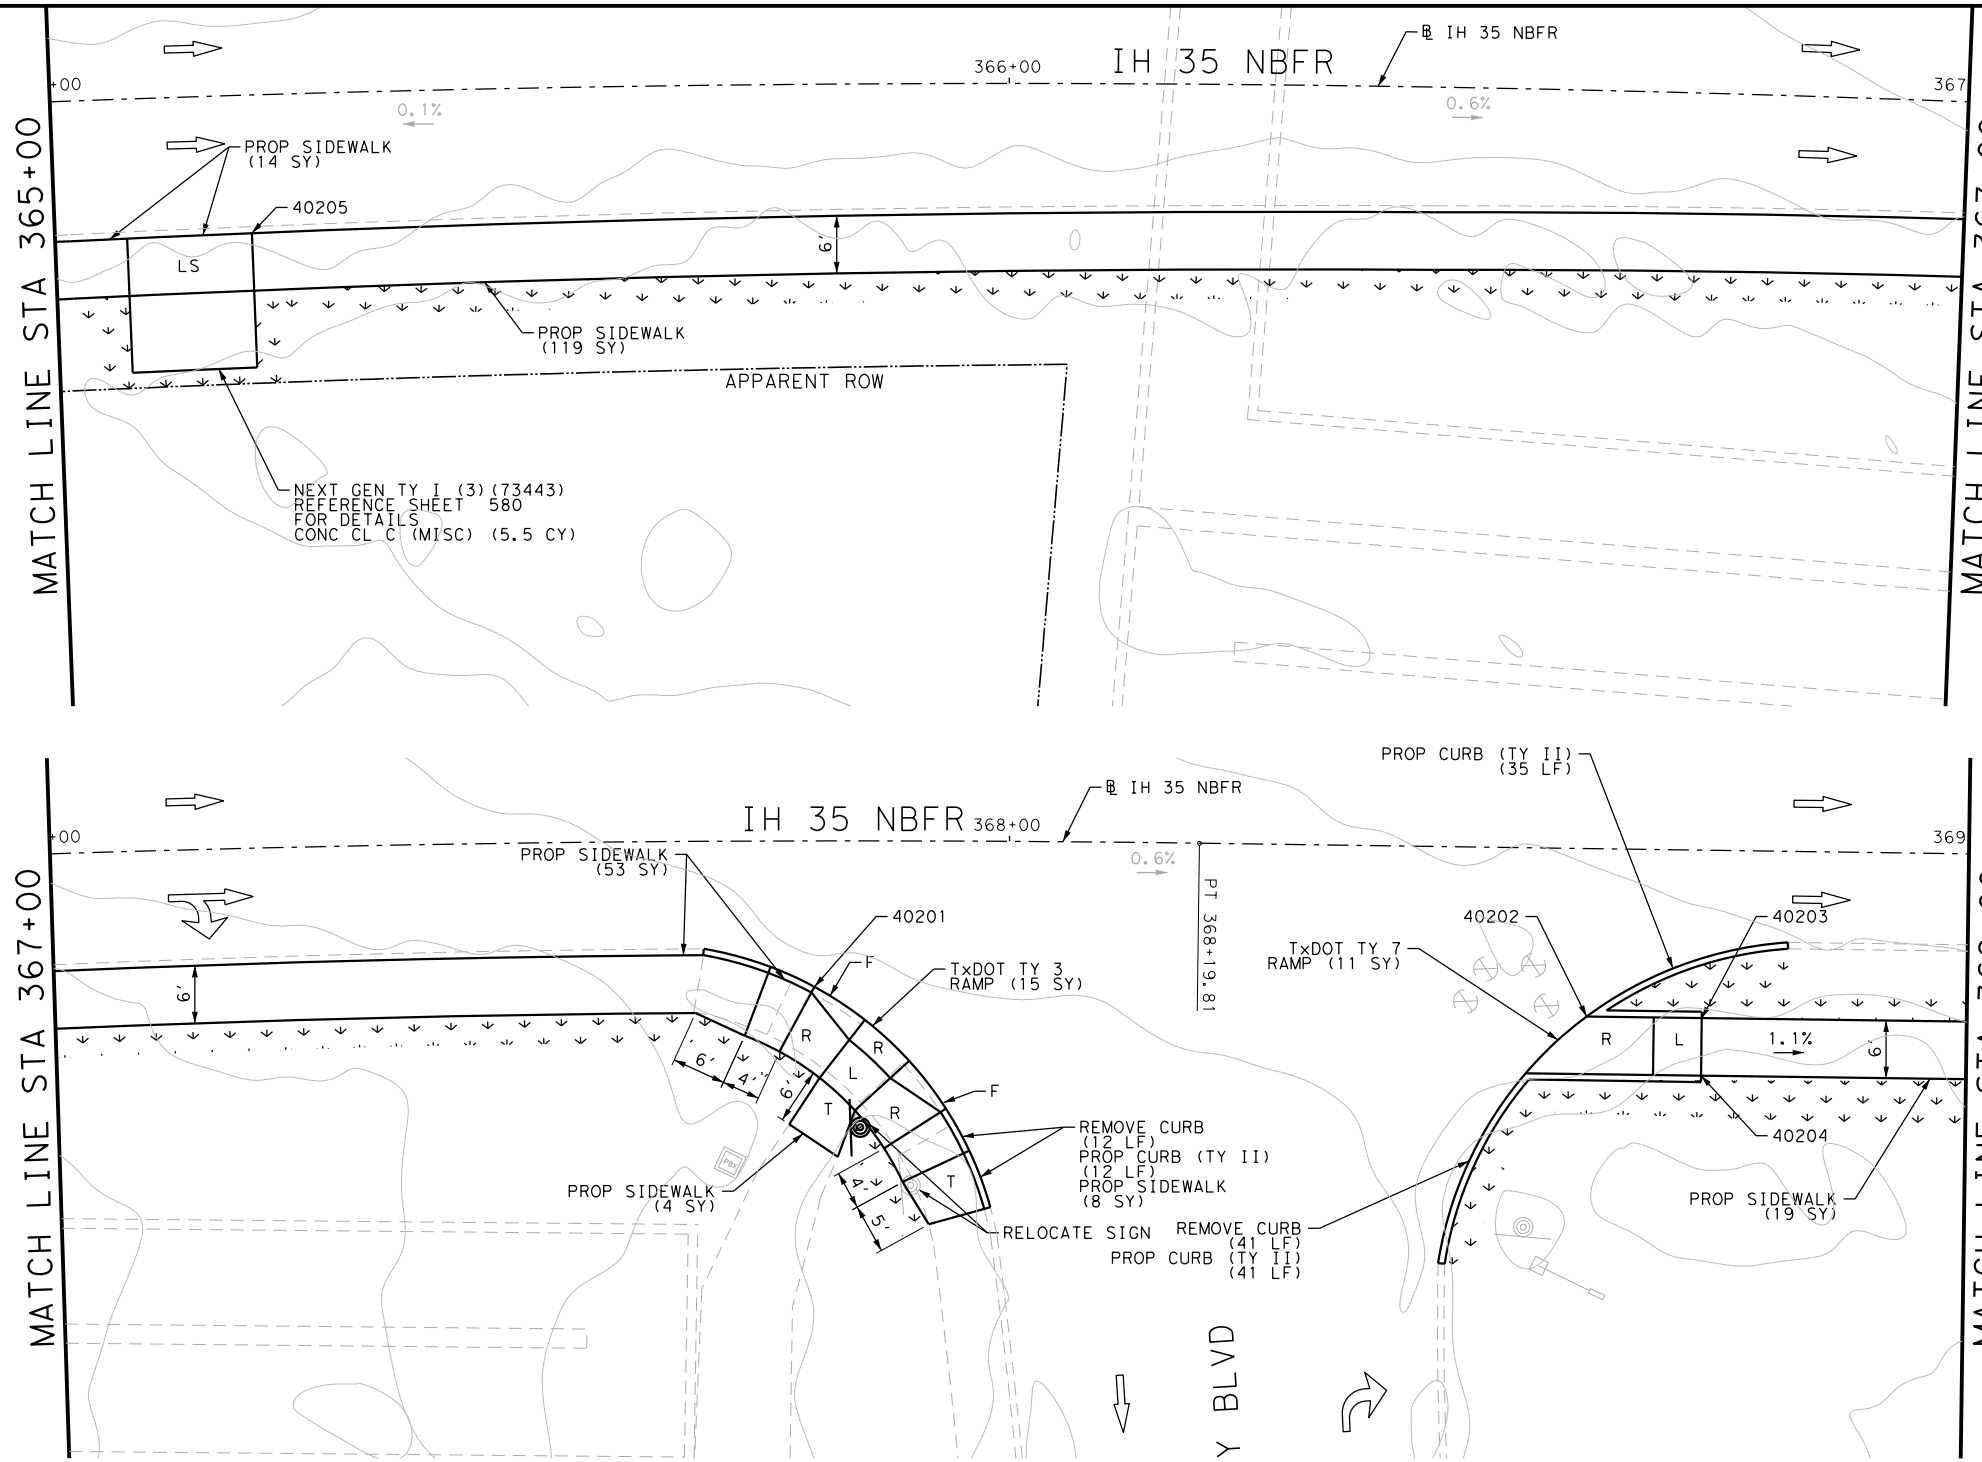 IH 35 NBFR
℄ IH 35 NBFR
+00
366+00
367
0.1%
0.6%
MATCH LINE STA 365+00
PROP SIDEWALK
(14 SY)
40205
LS
6'
PROP SIDEWALK
(119 SY)
APPARENT ROW
NEXT GEN TY I (3)(73443)
REFERENCE SHEET 580
FOR DETAILS
CONC CL C (MISC) (5.5 CY)
PROP CURB (TY II)
(35 LF)
IH 35 NBFR
℄ IH 35 NBFR
+00
368+00
369
0.6%
MATCH LINE STA 367+00
PROP SIDEWALK
(53 SY)
PT 368+19.81
40201
F
TxDOT TY 3
RAMP (15 SY)
40202
40203
TxDOT TY 7
RAMP (11 SY)
6'
R
R
L
T
R
T
F
R
L
1.1%
6'
6'
4'
6'
4'
5'
REMOVE CURB
(12 LF)
PROP CURB (TY II)
(12 LF)
PROP SIDEWALK
(8 SY)
40204
PBX
PROP SIDEWALK
(4 SY)
PROP SIDEWALK
(19 SY)
RELOCATE SIGN
REMOVE CURB
(41 LF)
PROP CURB (TY II)
(41 LF)
Y BLVD